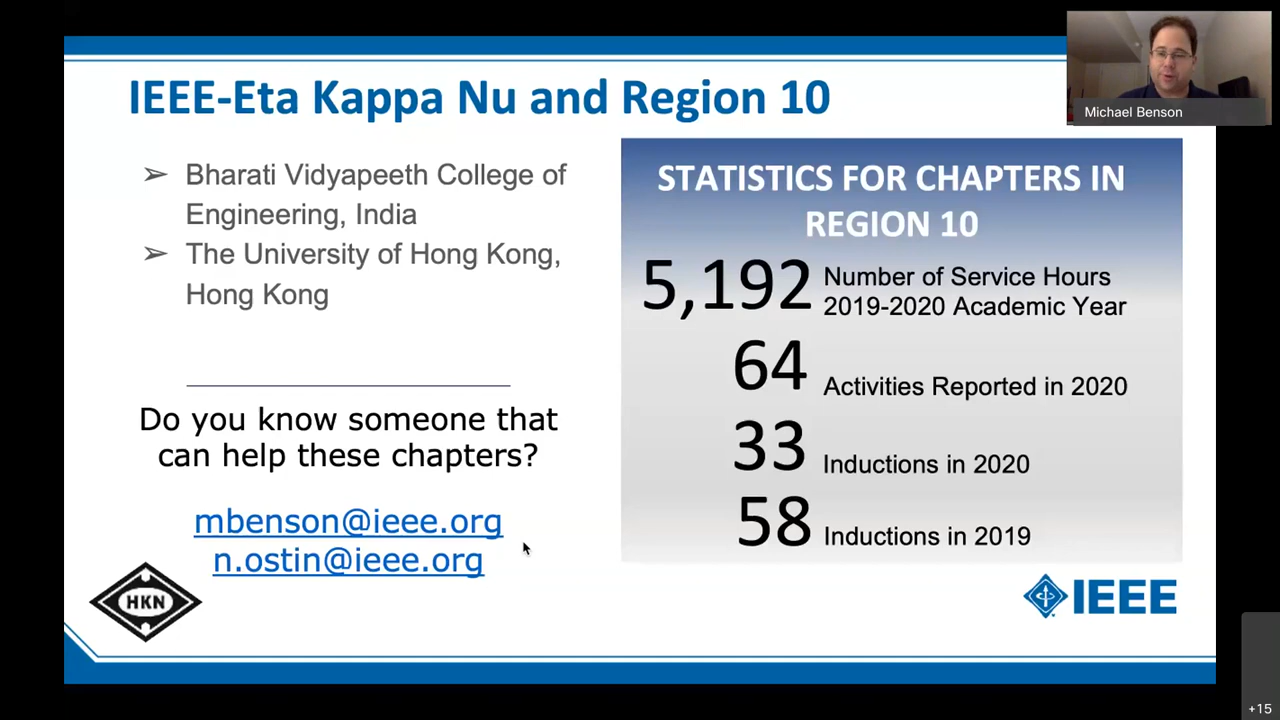 IEEE-Eta Kappa Nu and Region 10
Michael Benson
➢ Bharati Vidyapeeth College of
Engineering, India
➢ The University of Hong Kong,
Hong Kong
Do you know someone that
can help these chapters?
mbenson@ieee.org
n.ostin@ieee.org
HKN
STATISTICS FOR CHAPTERS IN
REGION 10
5,192 Number of Service Hours
2019-2020 Academic Year
64 Activities Reported in 2020
33 Inductions in 2020
58 Inductions in 2019
IEEE
+15